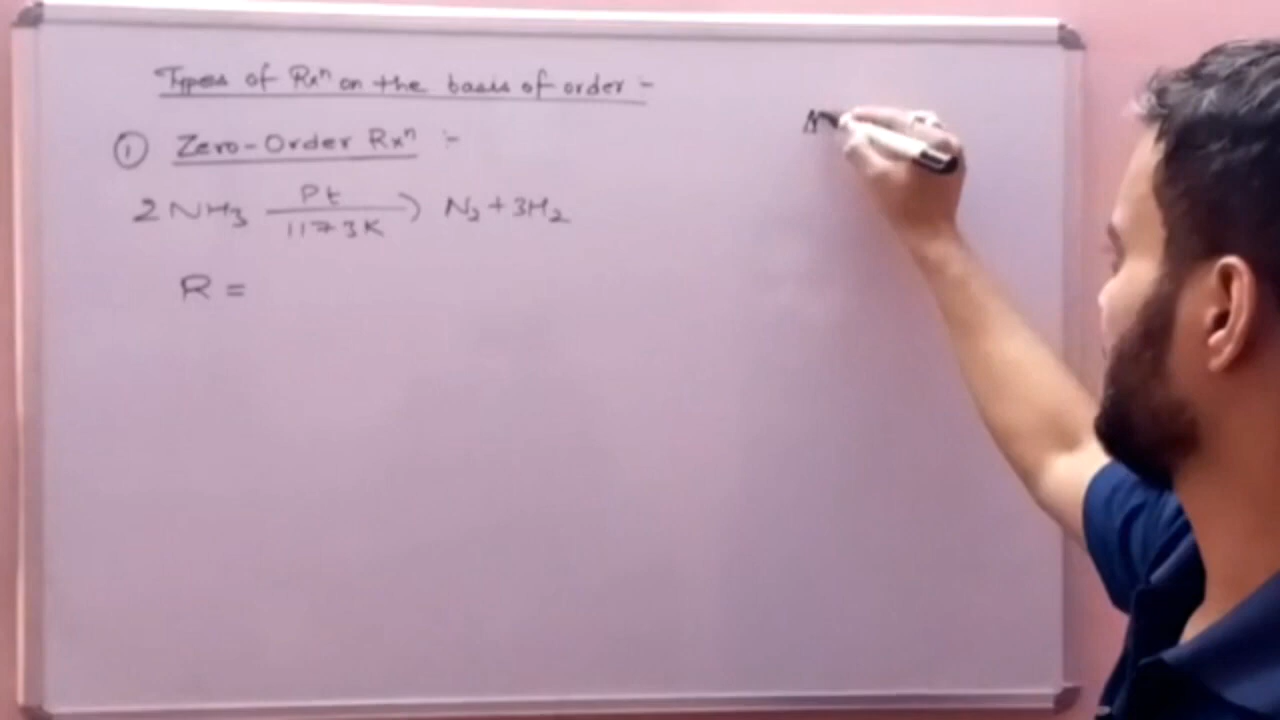 Types of Rxⁿ on the basis of order :-
① Zero-Order Rxⁿ :-
2NH₃ —Pt / 1173K→ N₂ + 3H₂
R =